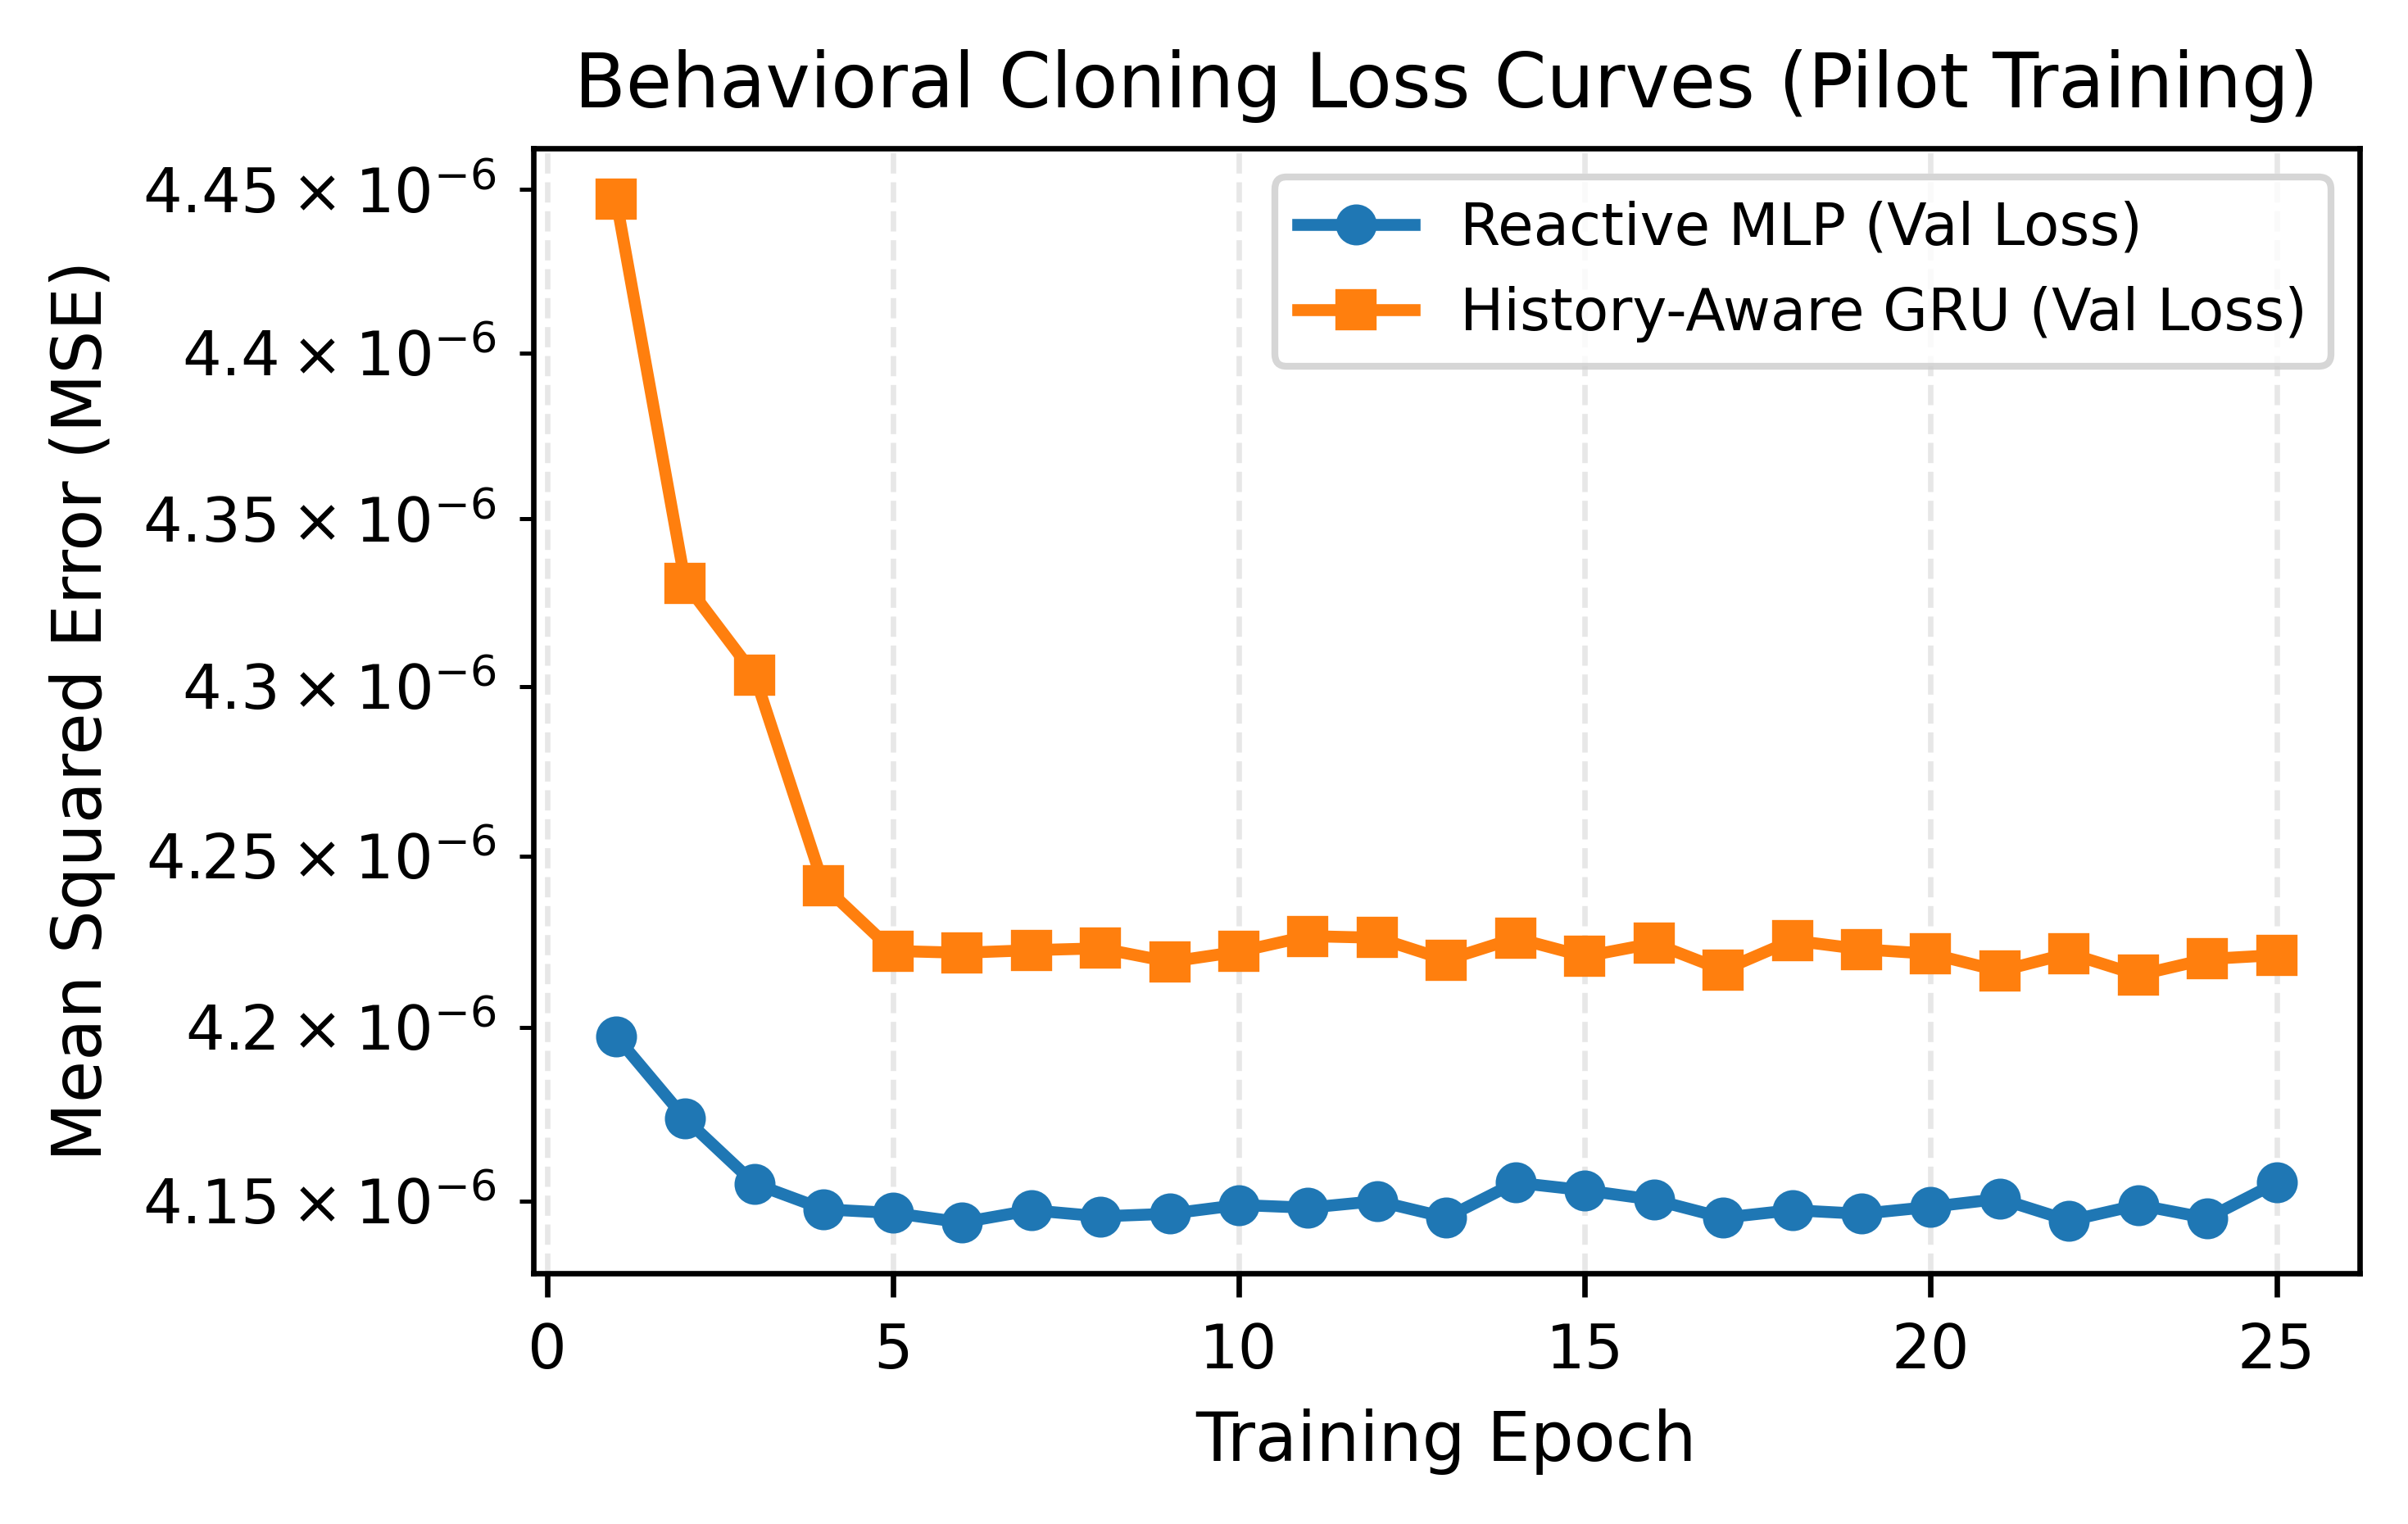 Behavioral Cloning Loss Curves (Pilot Training)
Mean Squared Error (MSE)
4.45 × 10⁻⁶
4.4 × 10⁻⁶
4.35 × 10⁻⁶
4.3 × 10⁻⁶
4.25 × 10⁻⁶
4.2 × 10⁻⁶
4.15 × 10⁻⁶
Reactive MLP (Val Loss)
History-Aware GRU (Val Loss)
0 5 10 15 20 25
Training Epoch